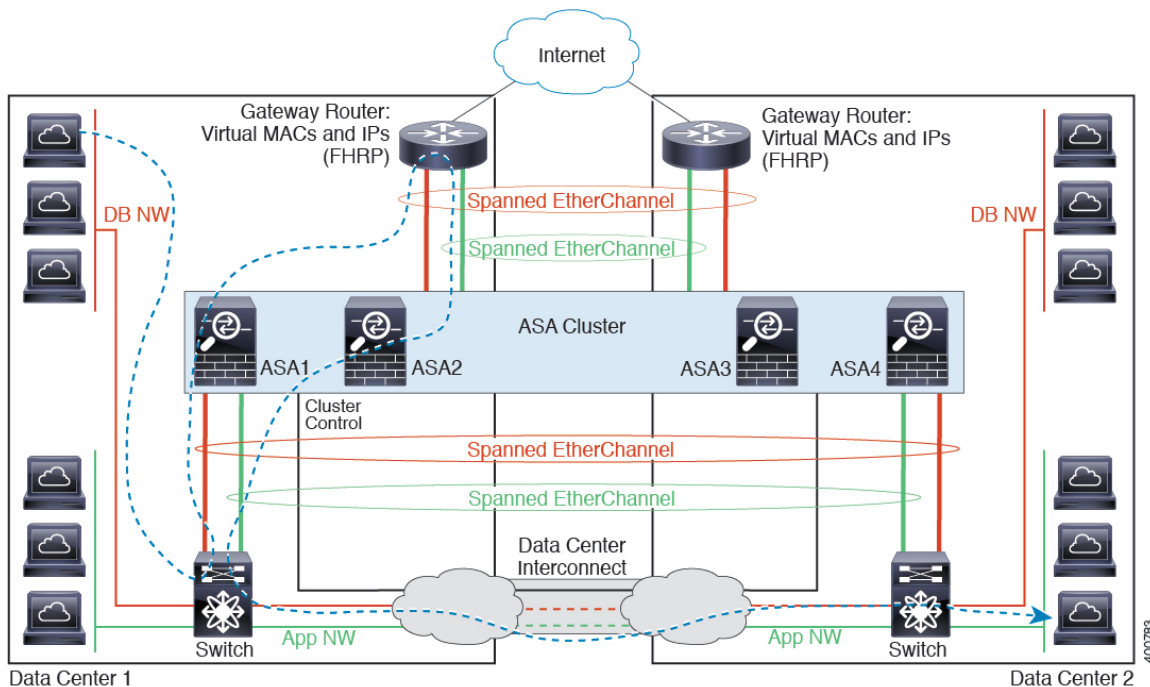 Internet
Gateway Router:
Virtual MACs and IPs
(FHRP)
Gateway Router:
Virtual MACs and IPs
(FHRP)
Spanned EtherChannel
DB NW
DB NW
Spanned EtherChannel
ASA Cluster
ASA1
ASA2
ASA3
ASA4
Cluster
Control
Spanned EtherChannel
Spanned EtherChannel
Data Center
Interconnect
App NW
App NW
Switch
Switch
400793
Data Center 1
Data Center 2